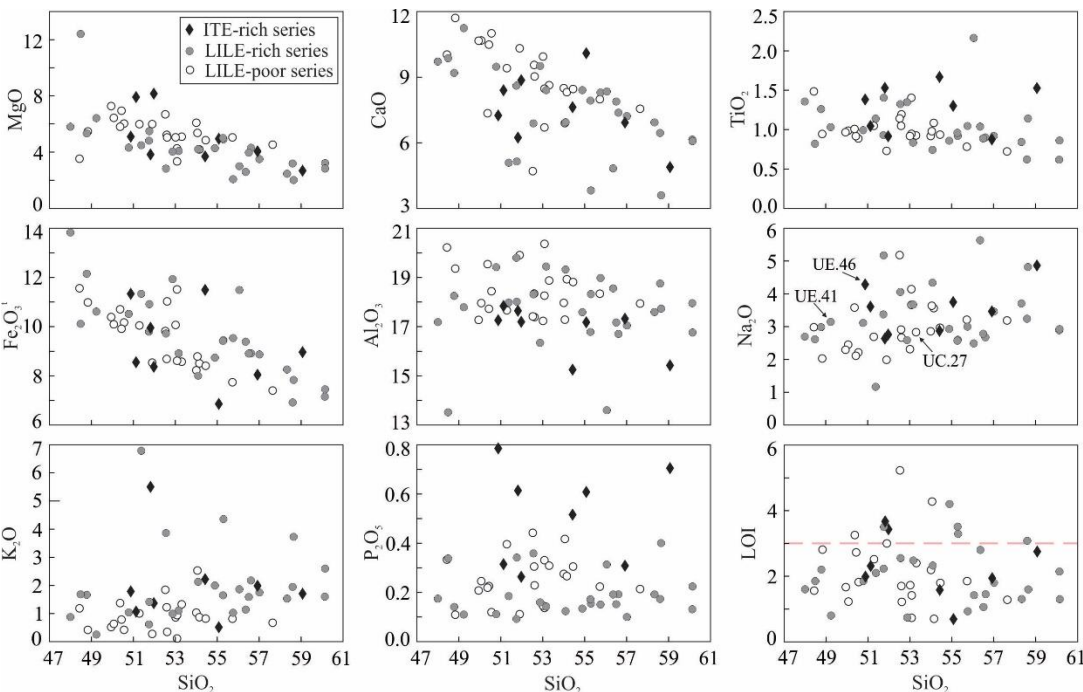 ITE-rich series
LILE-rich series
LILE-poor series
MgO
12
8
4
0
CaO
12
9
6
3
TiO₂
2.5
2.0
1.5
1.0
0.5
0.0
Fe₂O₃ᵗ
14
12
10
8
6
Al₂O₃
21
19
17
15
13
Na₂O
6
5
4
3
2
1
0
UE.46
UE.41
UC.27
K₂O
7
6
5
4
3
2
1
0
P₂O₅
0.8
0.6
0.4
0.2
0.0
LOI
6
4
2
0
47 49 51 53 55 57 59 61
47 49 51 53 55 57 59 61
47 49 51 53 55 57 59 61
SiO₂
SiO₂
SiO₂